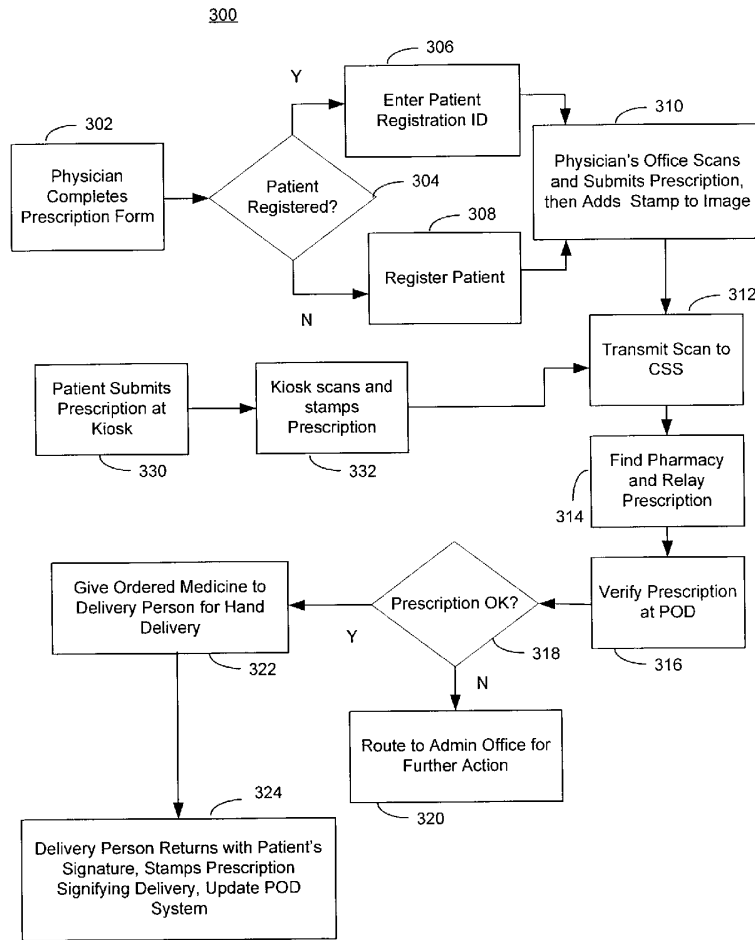 300
306
Y
Enter Patient
Registration ID
310
302
Physician
Completes
Prescription Form
Patient
Registered?
304
Physician's Office Scans
and Submits Prescription,
then Adds Stamp to Image
308
Register Patient
N
312
Transmit Scan to
CSS
Patient Submits
Prescription at
Kiosk
330
Kiosk scans and
stamps
Prescription
332
Find Pharmacy
and Relay
Prescription
314
Give Ordered Medicine to
Delivery Person for Hand
Delivery
322
Y
Prescription OK?
318
N
Verify Prescription
at POD
316
Route to Admin Office for
Further Action
320
324
Delivery Person Returns with Patient's
Signature, Stamps Prescription
Signifying Delivery, Update POD
System